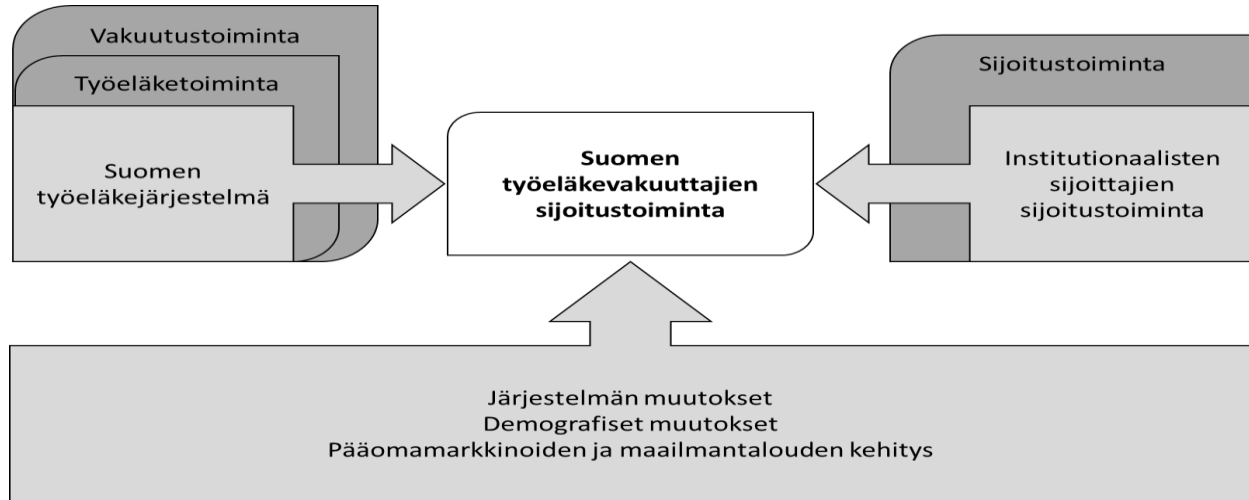 Vakuutustoiminta
Työeläketoiminta
Suomen
työeläkejärjestelmä
Suomen
työeläkevakuuttajien
sijoitustoiminta
Sijoitustoiminta
Institutionaalisten
sijoittajien
sijoitustoiminta
Järjestelmän muutokset
Demografiset muutokset
Pääomamarkkinoiden ja maailmantalouden kehitys